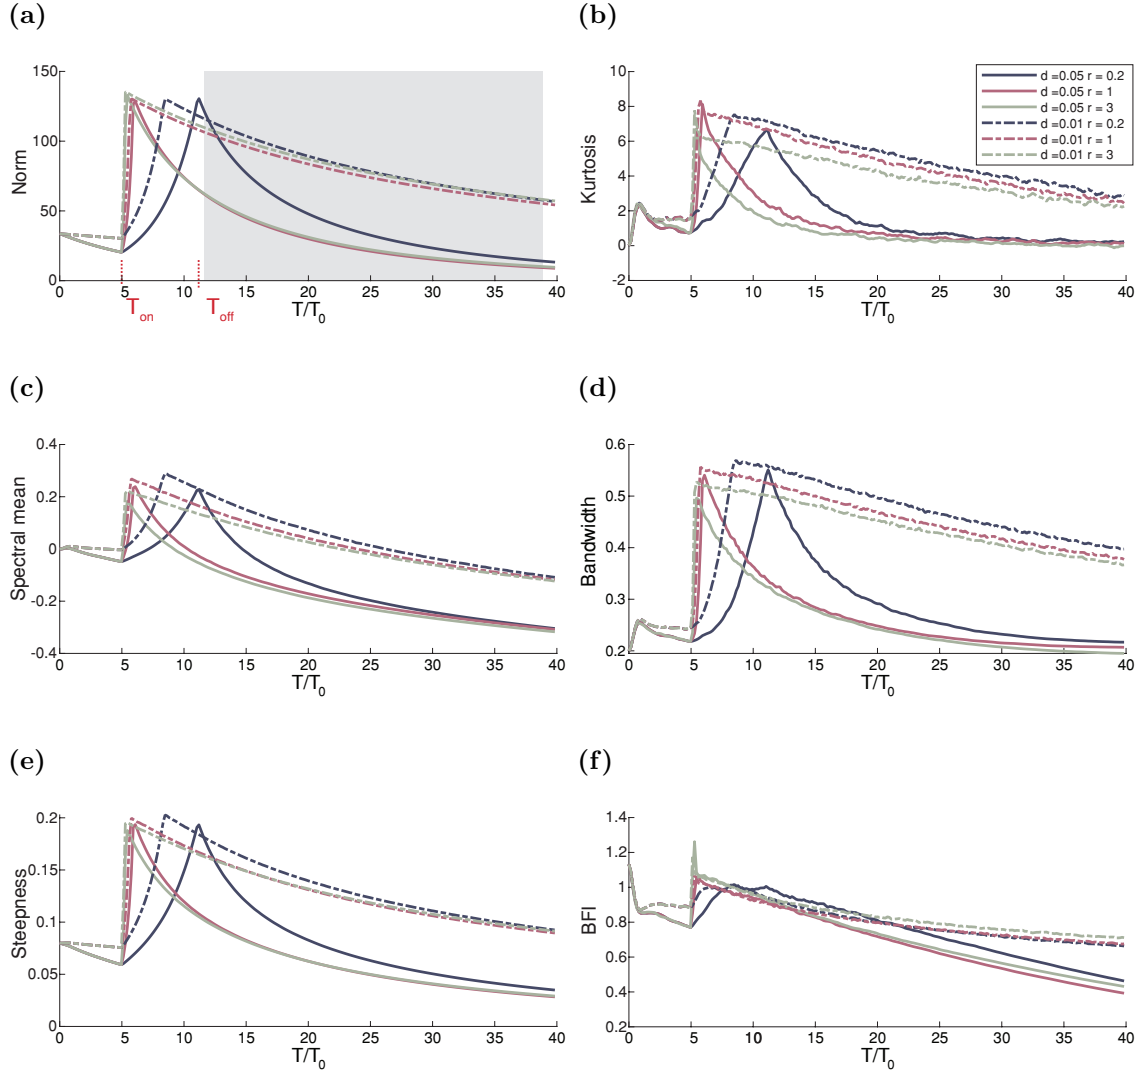 (a)
150
100
50
0
Norm
0 5 10 15 20 25 30 35 40
T/T0
Ton
Toff
(b)
10
8
6
4
2
0
-2
Kurtosis
0 5 10 15 20 25 30 35 40
T/T0
d =0.05 r = 0.2
d =0.05 r = 1
d =0.05 r = 3
d =0.01 r = 0.2
d =0.01 r = 1
d =0.01 r = 3
(c)
0.4
0.2
0
-0.2
-0.4
Spectral mean
0 5 10 15 20 25 30 35 40
T/T0
(d)
0.6
0.5
0.4
0.3
0.2
Bandwidth
0 5 10 15 20 25 30 35 40
T/T0
(e)
0.2
0.15
0.1
0.05
0
Steepness
0 5 10 15 20 25 30 35 40
T/T0
(f)
1.4
1.2
1.0
0.8
0.6
0.4
0.2
BFI
0 5 10 15 20 25 30 35 40
T/T0